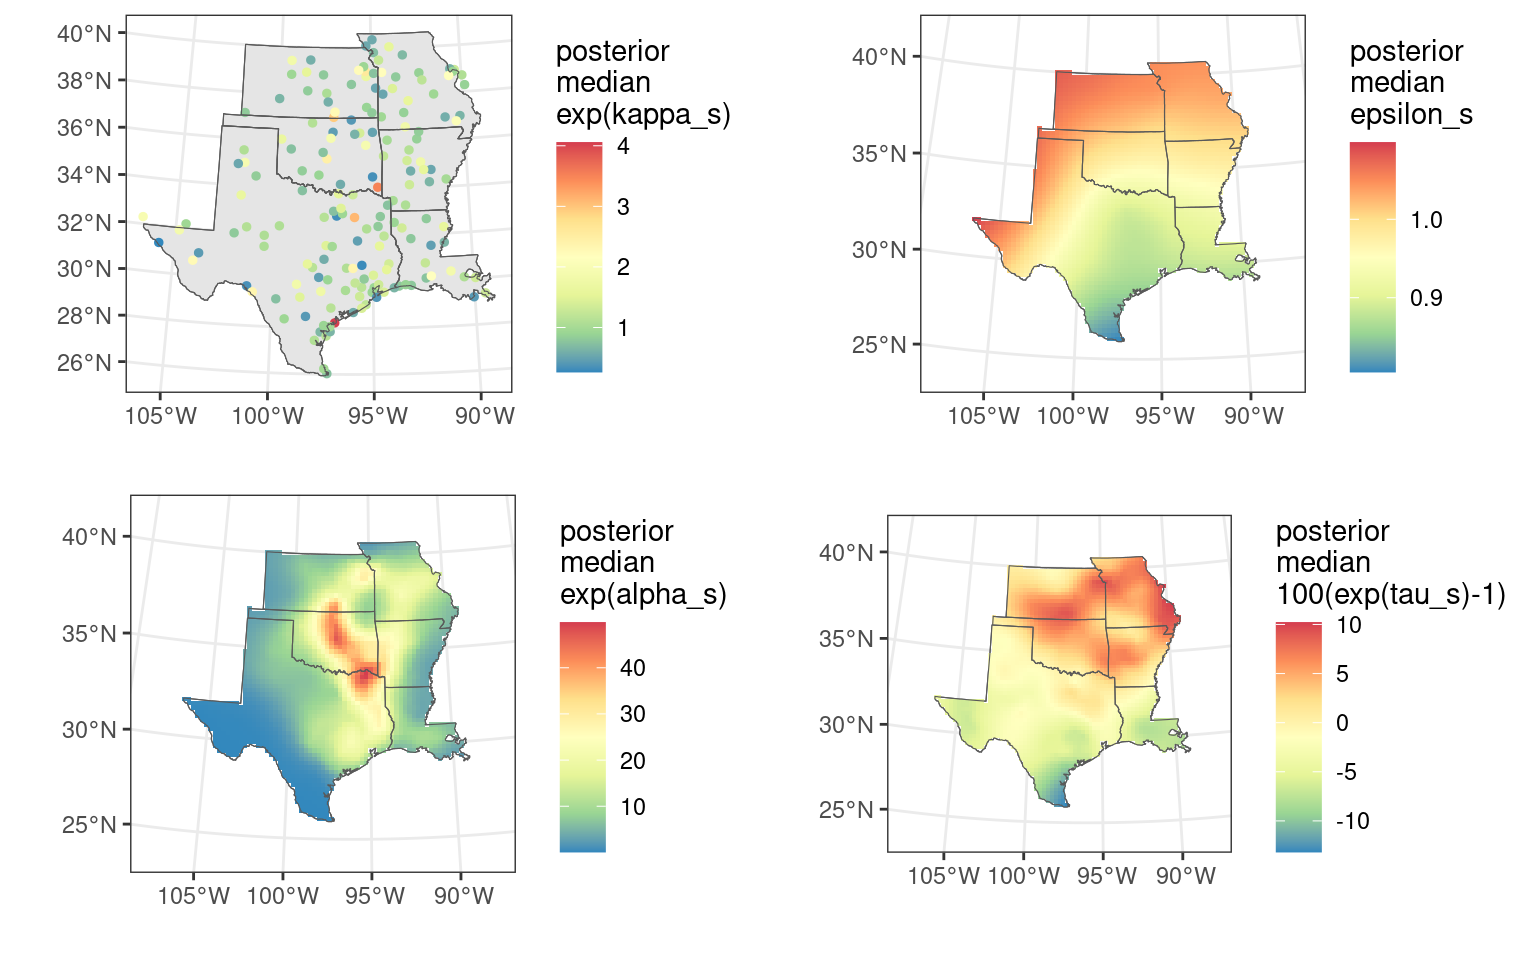 posterior
median
exp(kappa_s)
4
3
2
1
40°N
38°N
36°N
34°N
32°N
30°N
28°N
26°N
105°W 100°W 95°W 90°W
posterior
median
epsilon_s
1.0
0.9
40°N
35°N
30°N
25°N
105°W 100°W 95°W 90°W
posterior
median
exp(alpha_s)
40
30
20
10
40°N
35°N
30°N
25°N
105°W 100°W 95°W 90°W
posterior
median
100(exp(tau_s)-1)
10
5
0
-5
-10
40°N
35°N
30°N
25°N
105°W 100°W 95°W 90°W